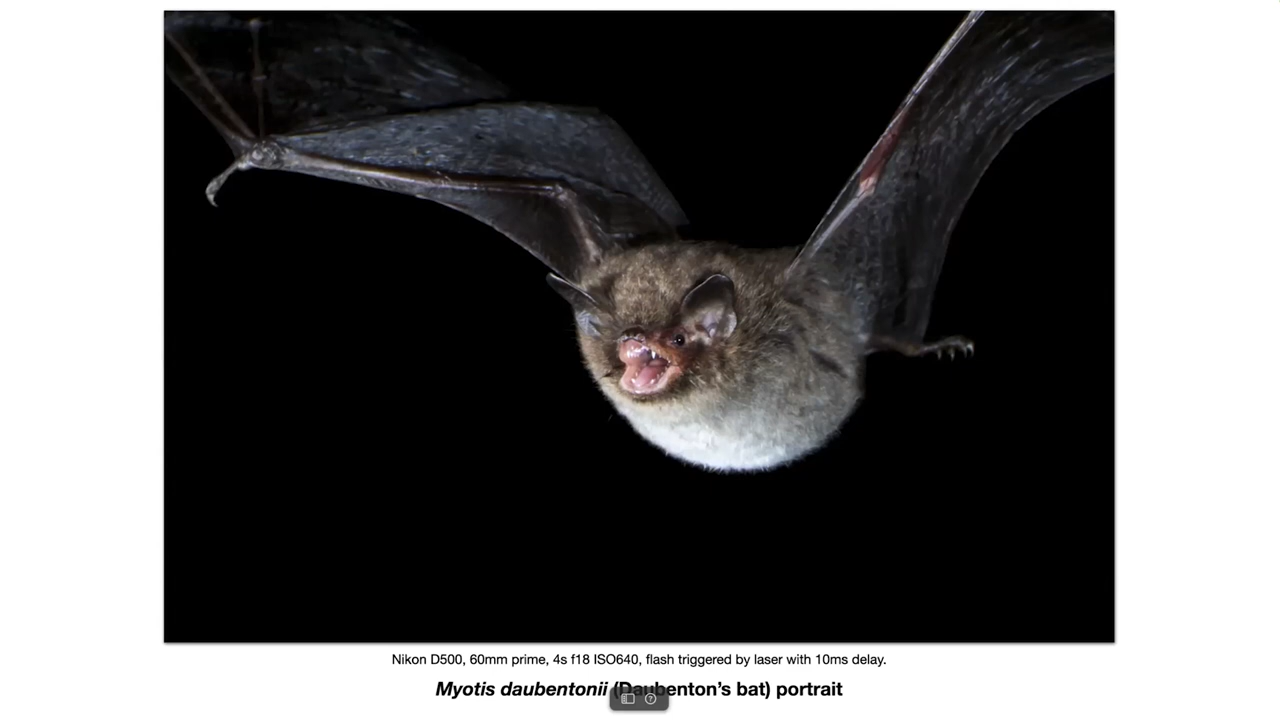 Nikon D500, 60mm prime, 4s f18 ISO640, flash triggered by laser with 10ms delay.
Myotis daubentonii (Daubenton’s bat) portrait